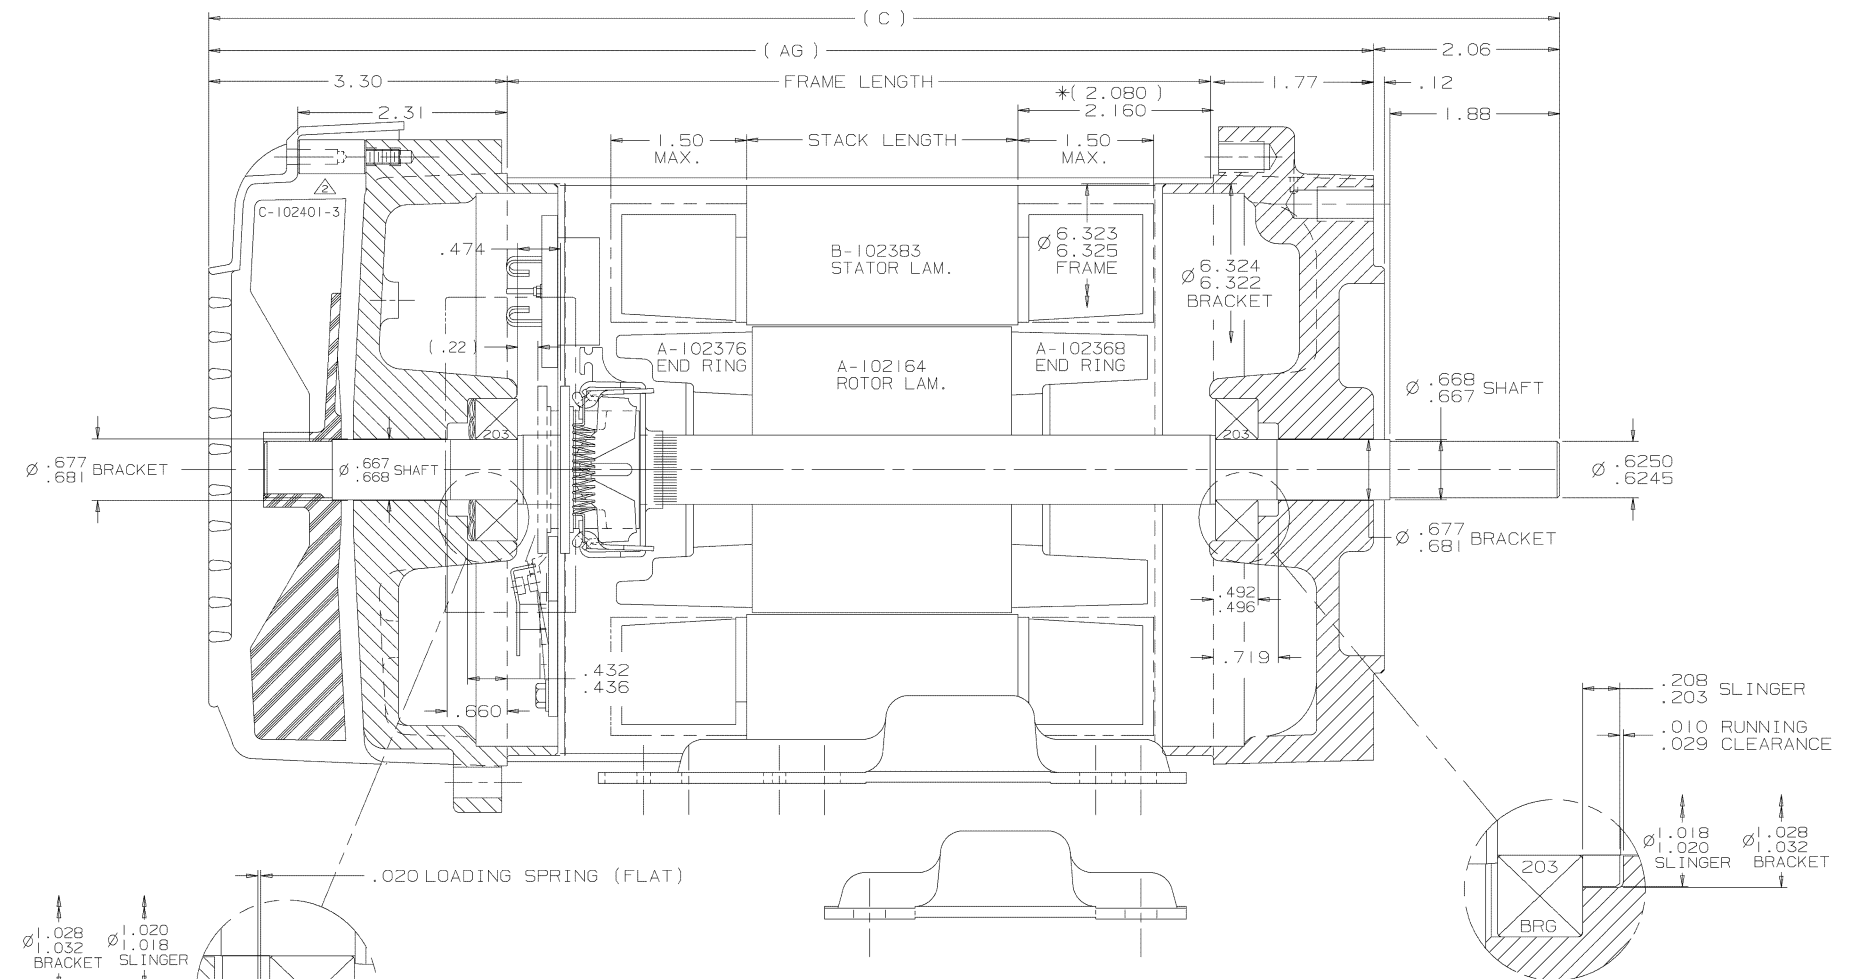 ( C )
( AG )
2.06
3.30
FRAME LENGTH
1.77
.12
*( 2.080 )
2.160
2.31
1.88
1.50
MAX.
STACK LENGTH
1.50
MAX.
2
C-102401-3
.474
B-102383
STATOR LAM.
Ø 6.323
6.325
FRAME
Ø 6.324
6.322
BRACKET
( .22 )
A-102376
END RING
A-102164
ROTOR LAM.
A-102368
END RING
Ø .668
.667 SHAFT
203
203
Ø .677
.681 BRACKET
Ø .667
.668 SHAFT
Ø .6250
.6245
Ø .677
.681 BRACKET
.492
.496
.719
.432
.436
.660
.208
.203 SLINGER
.010 RUNNING
.029 CLEARANCE
Ø 1.018
1.020
SLINGER
Ø 1.028
1.032
BRACKET
203
BRG
.020 LOADING SPRING (FLAT)
Ø 1.028
1.032
BRACKET
Ø 1.020
1.018
SLINGER